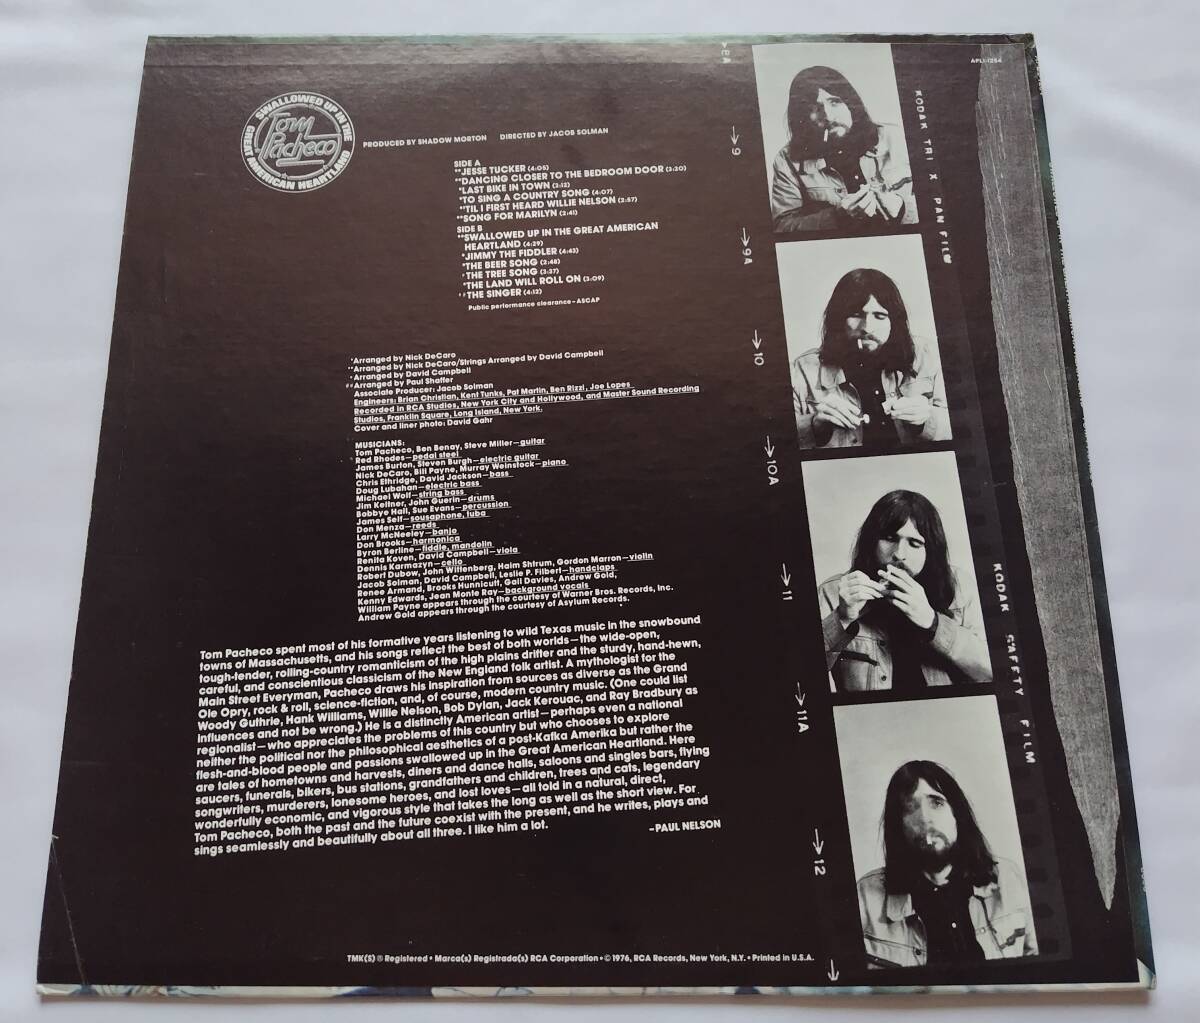 SWALLOWED UP IN THE
Tom
Pacheco
GREAT AMERICAN HEARTLAND
PRODUCED BY SHADOW MORTON DIRECTED BY JACOB SOLMAN
APL1-1254
SIDE A
**JESSE TUCKER (4:05)
**DANCING CLOSER TO THE BEDROOM DOOR (3:20)
*LAST BIKE IN TOWN (3:12)
*TO SING A COUNTRY SONG (4:07)
**TIL I FIRST HEARD WILLIE NELSON (2:57)
**SONG FOR MARILYN (2:41)
SIDE B
**SWALLOWED UP IN THE GREAT AMERICAN
HEARTLAND (4:29)
*JIMMY THE FIDDLER (4:43)
*THE BEER SONG (2:48)
•THE TREE SONG (3:37)
*THE LAND WILL ROLL ON (3:09)
##THE SINGER (4:12)
Public performance clearance–ASCAP
*Arranged by Nick DeCaro
**Arranged by Nick DeCaro/Strings Arranged by David Campbell
•Arranged by David Campbell
##Arranged by Paul Shaffer
Associate Producer: Jacob Solman
Engineers: Brian Christian, Kent Tunks, Pat Martin, Ben Rizzi, Joe Lopes
Recorded in RCA Studios, New York City and Hollywood, and Master Sound Recording
Studios, Franklin Square, Long Island, New York.
Cover and liner photo: David Gahr
MUSICIANS:
Tom Pacheco, Ben Benay, Steve Miller—guitar
Red Rhodes—pedal steel
James Burton, Steven Burgh—electric guitar
Nick DeCaro, Bill Payne, Murray Weinstock—piano
Chris Ethridge, David Jackson—bass
Doug Lubahan—electric bass
Michael Wolf—string bass
Jim Keltner, John Guerin—drums
Bobbye Hall, Sue Evans—percussion
James Self—sousaphone, tuba
Don Menza—reeds
Larry McNeeley—banjo
Don Brooks—harmonica
Byron Berline—fiddle, mandolin
Renita Koven, David Campbell—viola
Dennis Karmazyn—cello
Robert Dubow, John Wittenberg, Haim Shtrum, Gordon Marron—violin
Jacob Solman, David Campbell, Leslie P. Filbert—handclaps
Renee Armand, Brooks Hunnicutt, Gail Davies, Andrew Gold,
Kenny Edwards, Jean Monte Ray—background vocals
William Payne appears through the courtesy of Warner Bros. Records, Inc.
Andrew Gold appears through the courtesy of Asylum Records.
Tom Pacheco spent most of his formative years listening to wild Texas music in the snowbound
towns of Massachusetts, and his songs reflect the best of both worlds—the wide-open,
tough-tender, rolling-country romanticism of the high plains drifter and the sturdy, hand-hewn,
careful, and conscientious classicism of the New England folk artist. A mythologist for the
Main Street Everyman, Pacheco draws his inspiration from sources as diverse as the Grand
Ole Opry, rock & roll, science-fiction, and, of course, modern country music. (One could list
Woody Guthrie, Hank Williams, Willie Nelson, Bob Dylan, Jack Kerouac, and Ray Bradbury as
influences and not be wrong.) He is a distinctly American artist—perhaps even a national
regionalist—who appreciates the problems of this country but who chooses to explore
neither the political nor the philosophical aesthetics of a post-Kafka Amerika but rather the
flesh-and-blood people and passions swallowed up in the Great American Heartland. Here
are tales of hometowns and harvests, diners and dance halls, saloons and singles bars, flying
saucers, funerals, bikers, bus stations, grandfathers and children, trees and cats, legendary
songwriters, murderers, lonesome heroes, and lost loves—all told in a natural, direct,
wonderfully economic, and vigorous style that takes the long as well as the short view. For
Tom Pacheco, both the past and the future coexist with the present, and he writes, plays and
sings seamlessly and beautifully about all three. I like him a lot.
–PAUL NELSON
TMK(S) ® Registered • Marca(s) Registrada(s) RCA Corporation • © 1976, RCA Records, New York, N.Y. • Printed in U.S.A.
8A
→9
→9A
→10
→10A
→11
→11A
→12
KODAK TRI X PAN FILM
KODAK SAFETY FILM